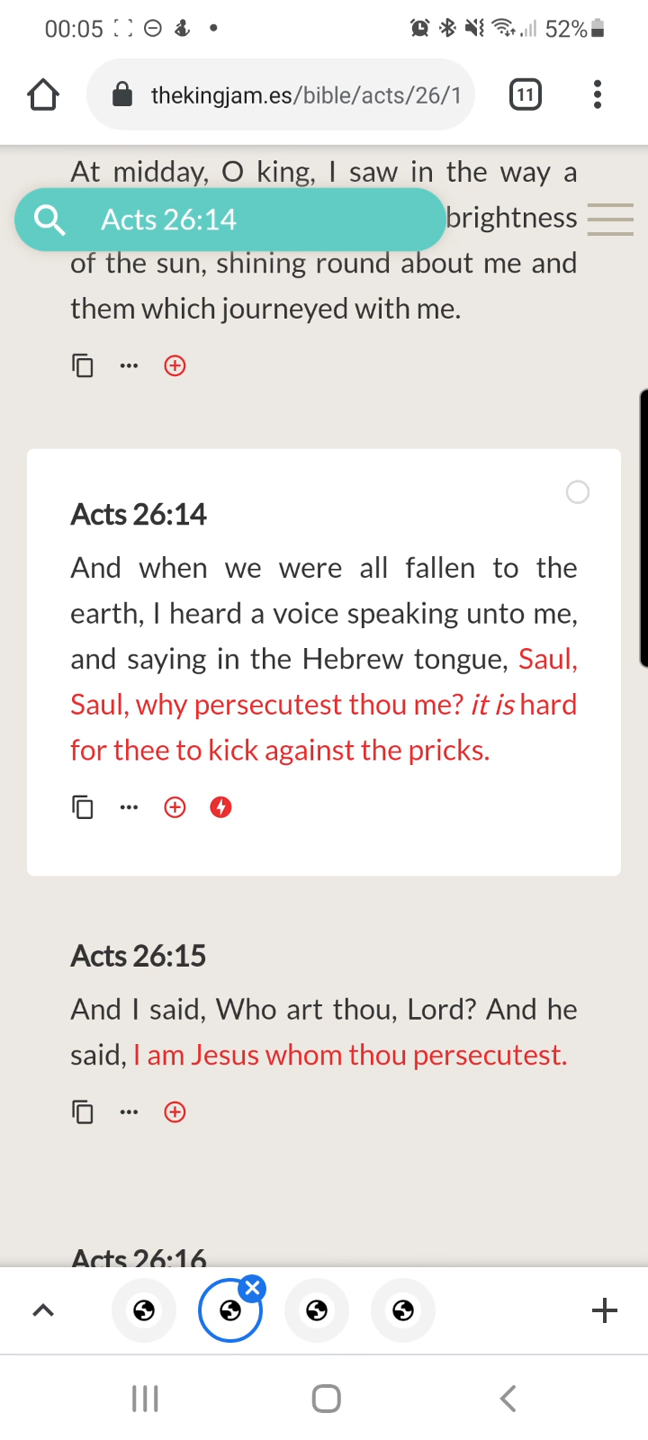 00:05 52%
thekingjam.es/bible/acts/26/1 11
At midday, O king, I saw in the way a
Acts 26:14 brightness
of the sun, shining round about me and
them which journeyed with me.
Acts 26:14
And when we were all fallen to the
earth, I heard a voice speaking unto me,
and saying in the Hebrew tongue, Saul,
Saul, why persecutest thou me? it is hard
for thee to kick against the pricks.
Acts 26:15
And I said, Who art thou, Lord? And he
said, I am Jesus whom thou persecutest.
Acts 26:16